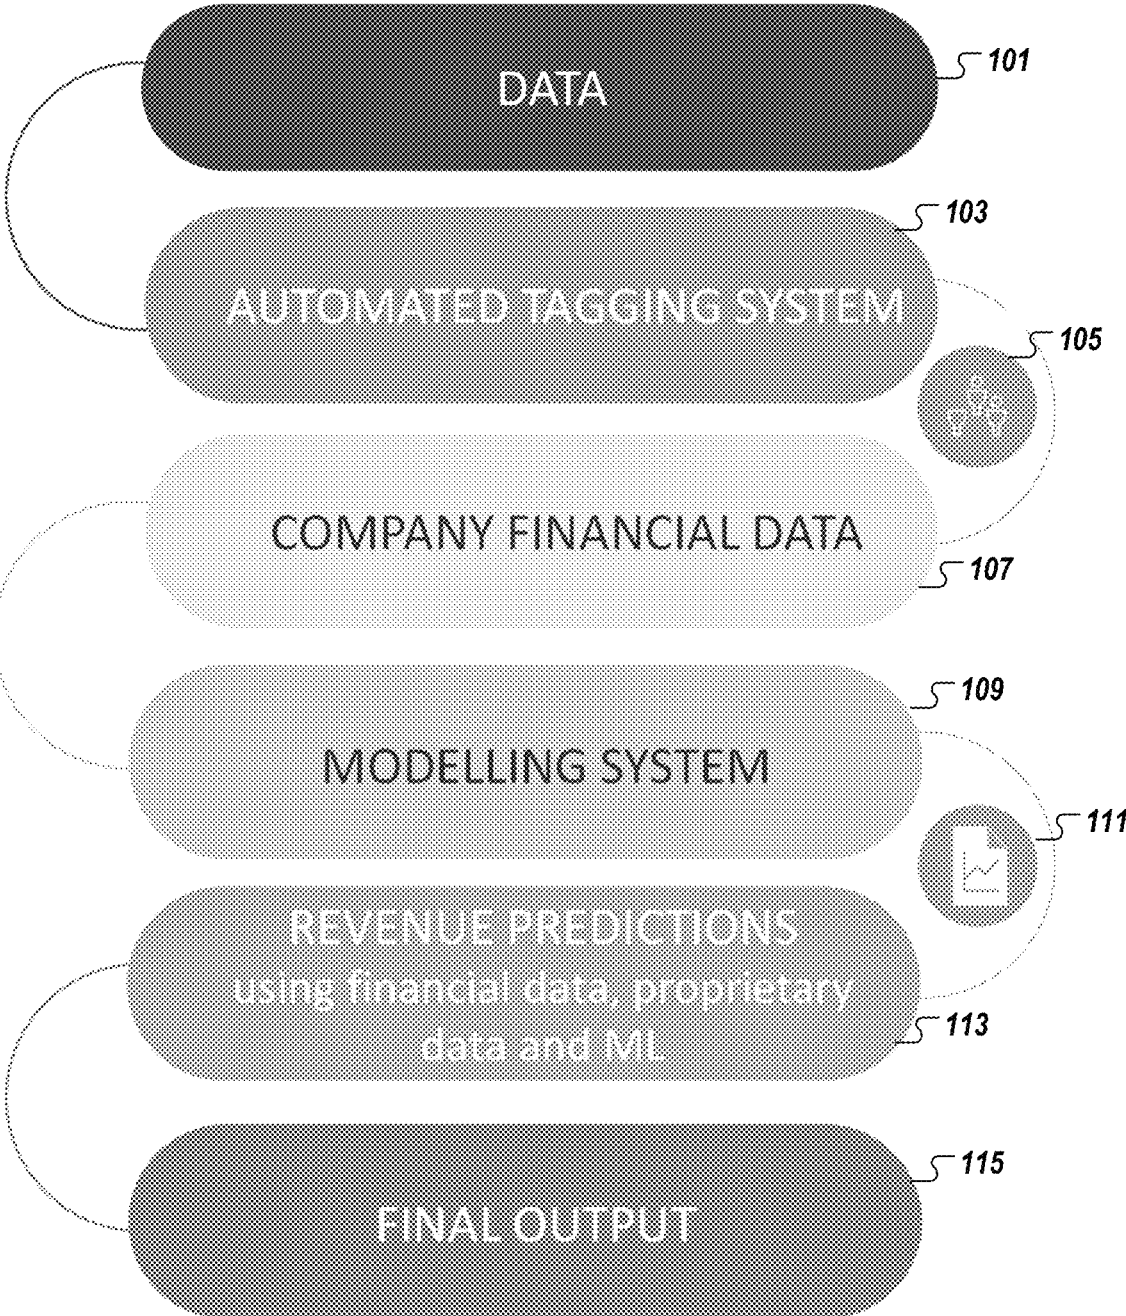 DATA
101
103
AUTOMATED TAGGING SYSTEM
105
COMPANY FINANCIAL DATA
107
109
MODELLING SYSTEM
111
REVENUE PREDICTIONS
using financial data, proprietary
data and ML
113
115
FINAL OUTPUT